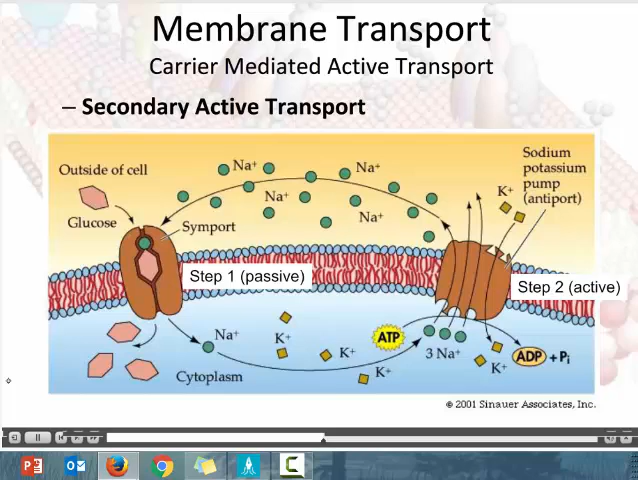 Membrane Transport
Carrier Mediated Active Transport
– Secondary Active Transport
Outside of cell
Glucose
Na⁺
Na⁺
Na⁺
Na⁺
Symport
K⁺
Sodium
potassium
pump
(antiport)
Step 1 (passive)
Step 2 (active)
Na⁺
K⁺
K⁺
K⁺
Cytoplasm
ATP
3 Na⁺
K⁺
ADP + Pi
© 2001 Sinauer Associates, Inc.